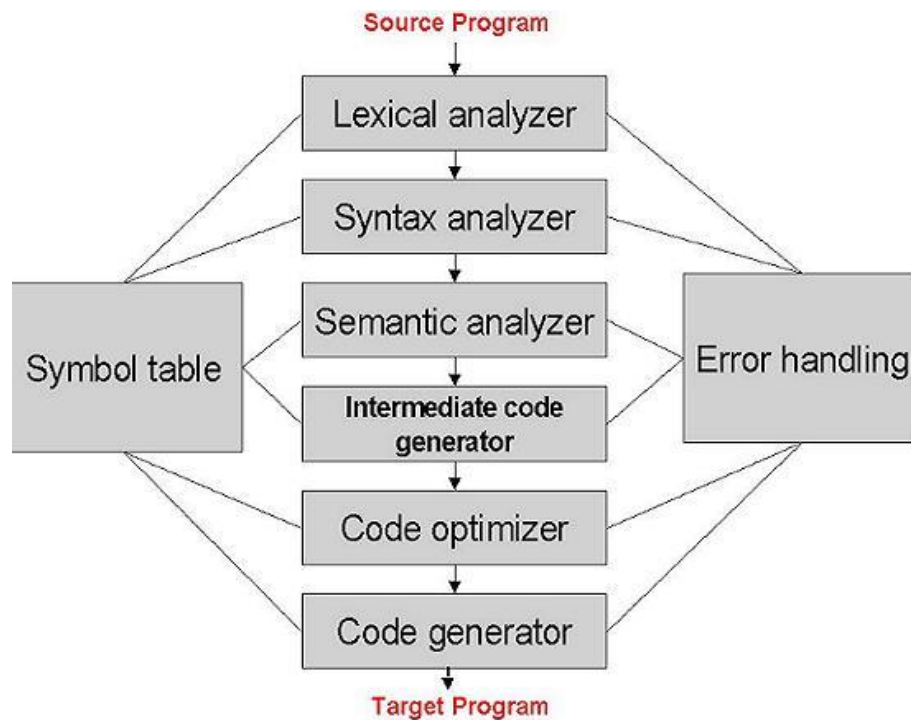 Source Program
Lexical analyzer
Syntax analyzer
Semantic analyzer
Symbol table
Error handling
Intermediate code
generator
Code optimizer
Code generator
Target Program